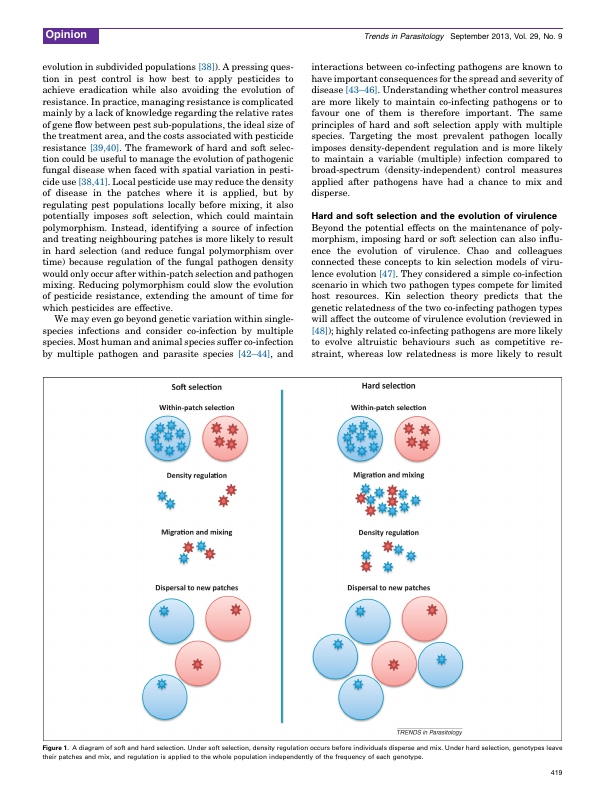 Opinion
Trends in Parasitology September 2013, Vol. 29, No. 9
evolution in subdivided populations [38]). A pressing ques-
tion in pest control is how best to apply pesticides to
achieve eradication while also avoiding the evolution of
resistance. In practice, managing resistance is complicated
mainly by a lack of knowledge regarding the relative rates
of gene flow between pest sub-populations, the ideal size of
the treatment area, and the costs associated with pesticide
resistance [39,40]. The framework of hard and soft selec-
tion could be useful to manage the evolution of pathogenic
fungal disease when faced with spatial variation in pesti-
cide use [38,41]. Local pesticide use may reduce the density
of disease in the patches where it is applied, but by
regulating pest populations locally before mixing, it also
potentially imposes soft selection, which could maintain
polymorphism. Instead, identifying a source of infection
and treating neighbouring patches is more likely to result
in hard selection (and reduce fungal polymorphism over
time) because regulation of the fungal pathogen density
would only occur after within-patch selection and pathogen
mixing. Reducing polymorphism could slow the evolution
of pesticide resistance, extending the amount of time for
which pesticides are effective.
We may even go beyond genetic variation within single-
species infections and consider co-infection by multiple
species. Most human and animal species suffer co-infection
by multiple pathogen and parasite species [42–44], and
interactions between co-infecting pathogens are known to
have important consequences for the spread and severity of
disease [43–46]. Understanding whether control measures
are more likely to maintain co-infecting pathogens or to
favour one of them is therefore important. The same
principles of hard and soft selection apply with multiple
species. Targeting the most prevalent pathogen locally
imposes density-dependent regulation and is more likely
to maintain a variable (multiple) infection compared to
broad-spectrum (density-independent) control measures
applied after pathogens have had a chance to mix and
disperse.
Hard and soft selection and the evolution of virulence
Beyond the potential effects on the maintenance of poly-
morphism, imposing hard or soft selection can also influ-
ence the evolution of virulence. Chao and colleagues
connected these concepts to kin selection models of viru-
lence evolution [47]. They considered a simple co-infection
scenario in which two pathogen types compete for limited
host resources. Kin selection theory predicts that the
genetic relatedness of the two co-infecting pathogen types
will affect the outcome of virulence evolution (reviewed in
[48]); highly related co-infecting pathogens are more likely
to evolve altruistic behaviours such as competitive re-
straint, whereas low relatedness is more likely to result
Soft selection
Within-patch selection
Density regulation
Migration and mixing
Dispersal to new patches
Hard selection
Within-patch selection
Migration and mixing
Density regulation
Dispersal to new patches
TRENDS in Parasitology
Figure 1. A diagram of soft and hard selection. Under soft selection, density regulation occurs before individuals disperse and mix. Under hard selection, genotypes leave
their patches and mix, and regulation is applied to the whole population independently of the frequency of each genotype.
419